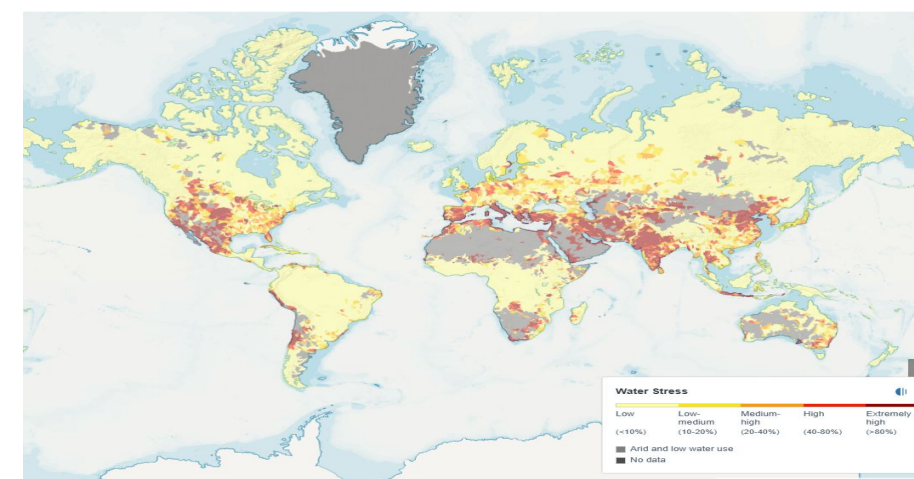 Water Stress
Low
Low-
medium
Medium-
high
High
Extremely
high
(<10%)
(10-20%)
(20-40%)
(40-80%)
(>80%)
Arid and low water use
No data